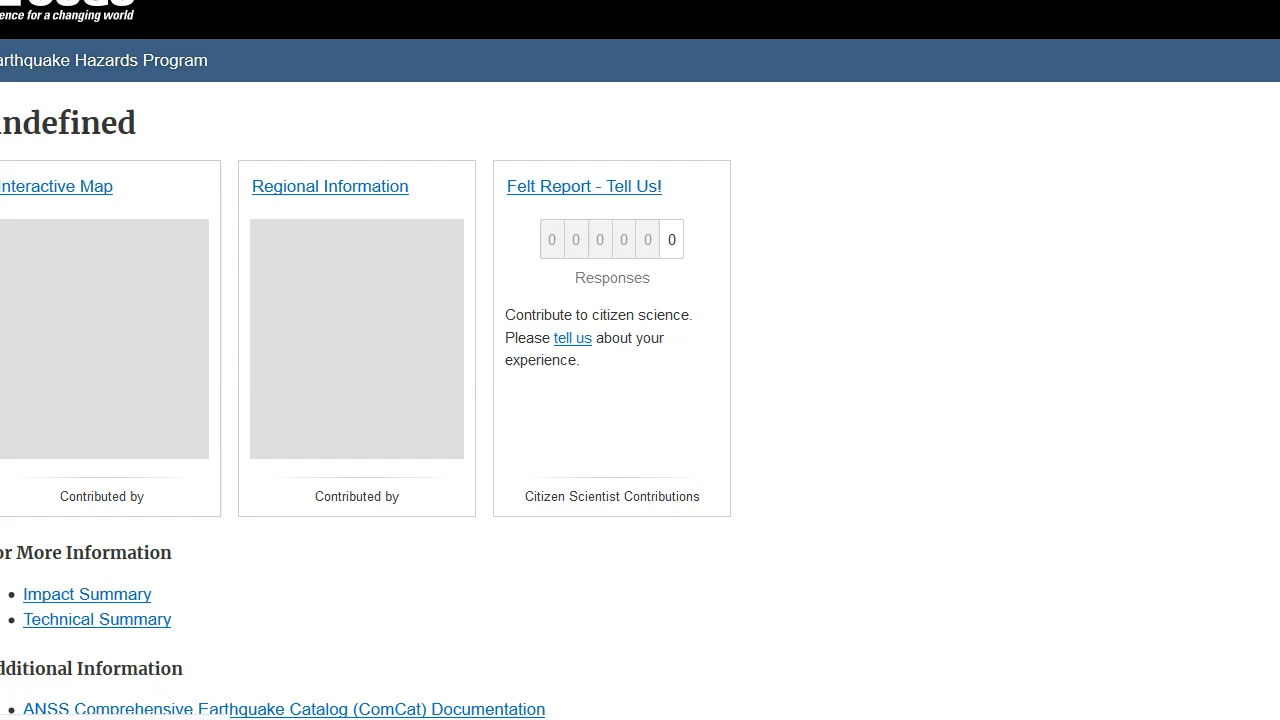 ence for a changing world
arthquake Hazards Program
ndefined
Interactive Map
Regional Information
Felt Report - Tell Us!
0 0 0 0 0 0
Responses
Contribute to citizen science.
Please tell us about your
experience.
Contributed by
Contributed by
Citizen Scientist Contributions
or More Information
Impact Summary
Technical Summary
dditional Information
ANSS Comprehensive Earthquake Catalog (ComCat) Documentation